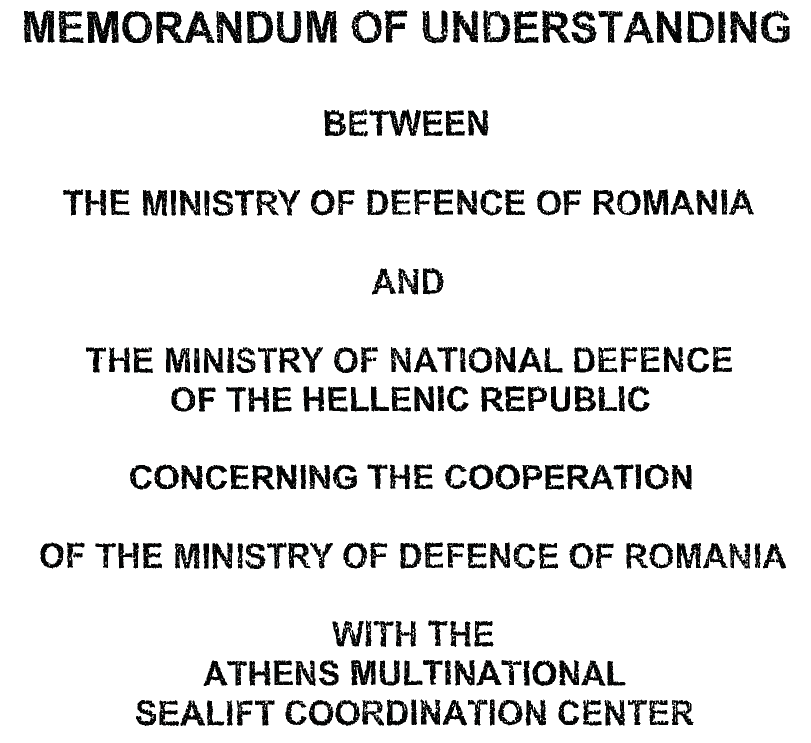 MEMORANDUM OF UNDERSTANDING
BETWEEN
THE MINISTRY OF DEFENCE OF ROMANIA
AND
THE MINISTRY OF NATIONAL DEFENCE
OF THE HELLENIC REPUBLIC
CONCERNING THE COOPERATION
OF THE MINISTRY OF DEFENCE OF ROMANIA
WITH THE
ATHENS MULTINATIONAL
SEALIFT COORDINATION CENTER